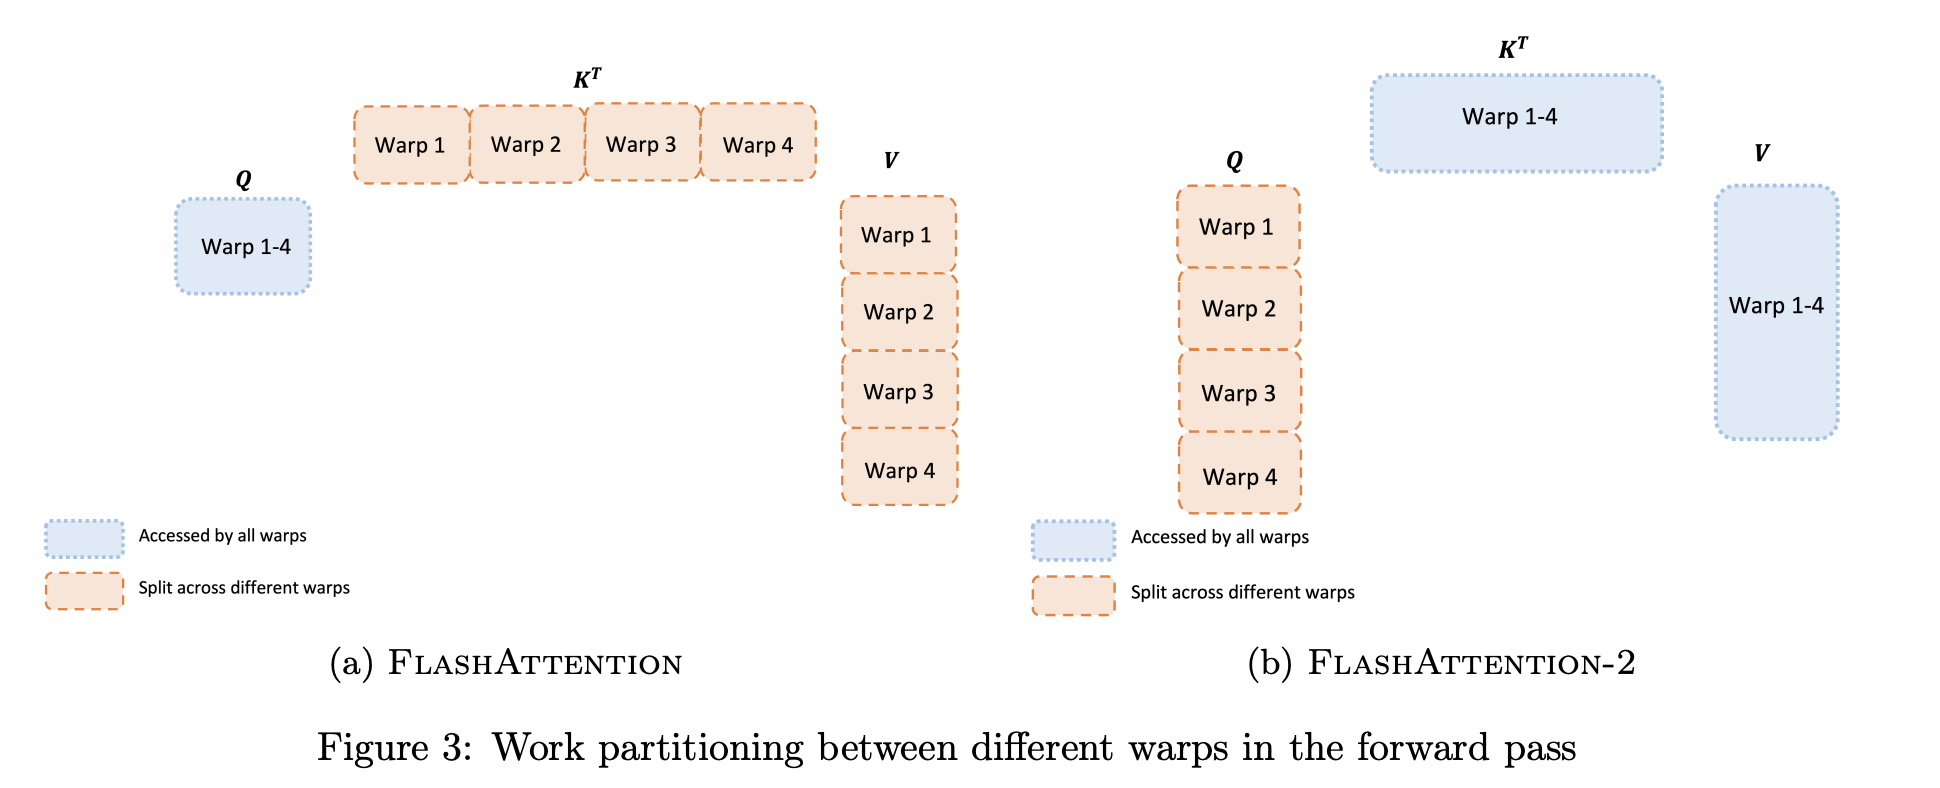 K^T
Warp 1
Warp 2
Warp 3
Warp 4
Q
Warp 1-4
V
Warp 1
Warp 2
Warp 3
Warp 4
Accessed by all warps
Split across different warps
(a) FLASHATTENTION
K^T
Warp 1-4
Q
Warp 1
Warp 2
Warp 3
Warp 4
V
Warp 1-4
Accessed by all warps
Split across different warps
(b) FLASHATTENTION-2
Figure 3: Work partitioning between different warps in the forward pass